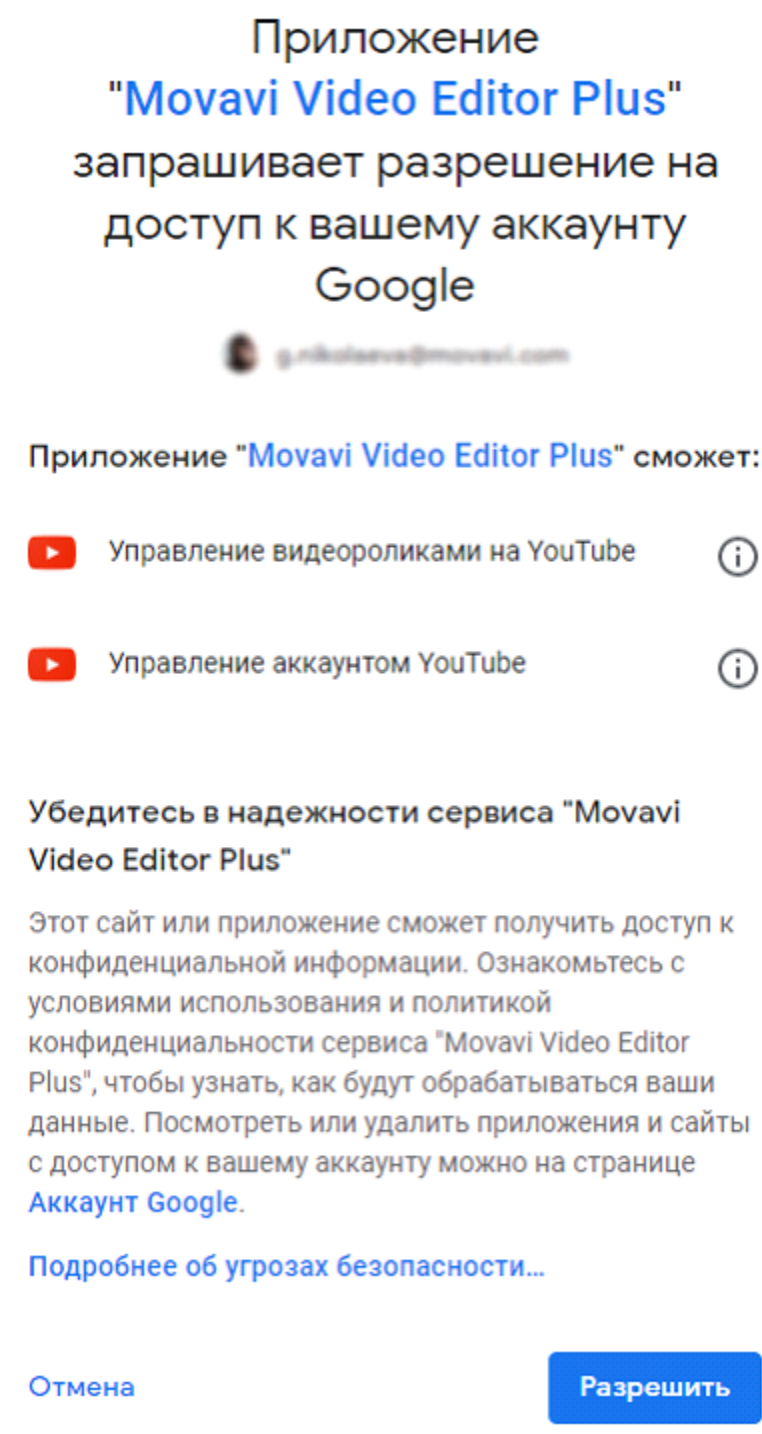 Приложение
"Movavi Video Editor Plus"
запрашивает разрешение на
доступ к вашему аккаунту
Google
g.nikolaeva@movavi.com
Приложение "Movavi Video Editor Plus" сможет:
Управление видеороликами на YouTube
Управление аккаунтом YouTube
Убедитесь в надежности сервиса "Movavi
Video Editor Plus"
Этот сайт или приложение сможет получить доступ к
конфиденциальной информации. Ознакомьтесь с
условиями использования и политикой
конфиденциальности сервиса "Movavi Video Editor
Plus", чтобы узнать, как будут обрабатываться ваши
данные. Посмотреть или удалить приложения и сайты
с доступом к вашему аккаунту можно на странице
Аккаунт Google.
Подробнее об угрозах безопасности...
Отмена
Разрешить